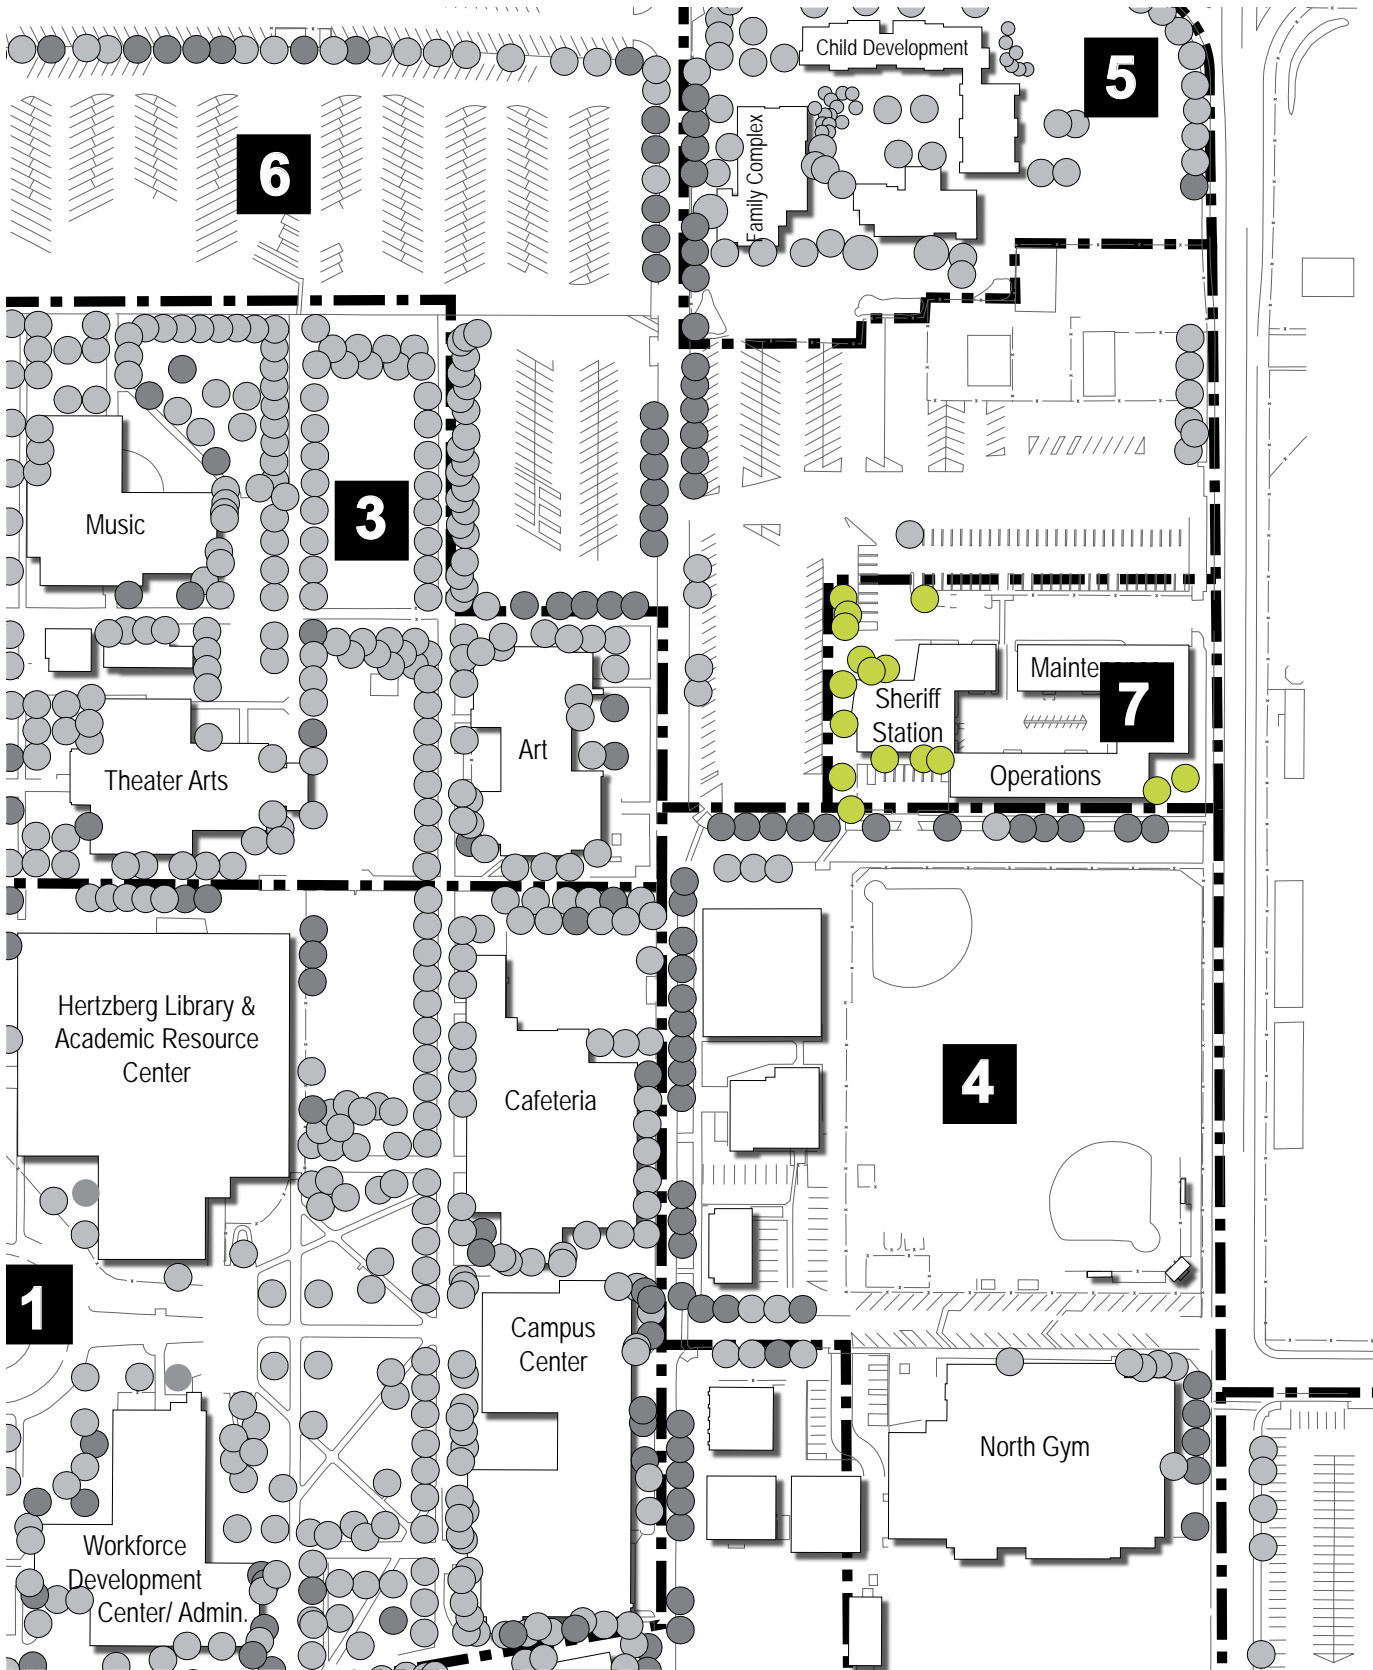 Child Development
5
Family Complex
6
3
Music
Mainte
7
Sheriff
Station
Art
Theater Arts
Operations
Hertzberg Library &
Academic Resource
Center
4
Cafeteria
1
Campus
Center
North Gym
Workforce
Development
Center/ Admin.